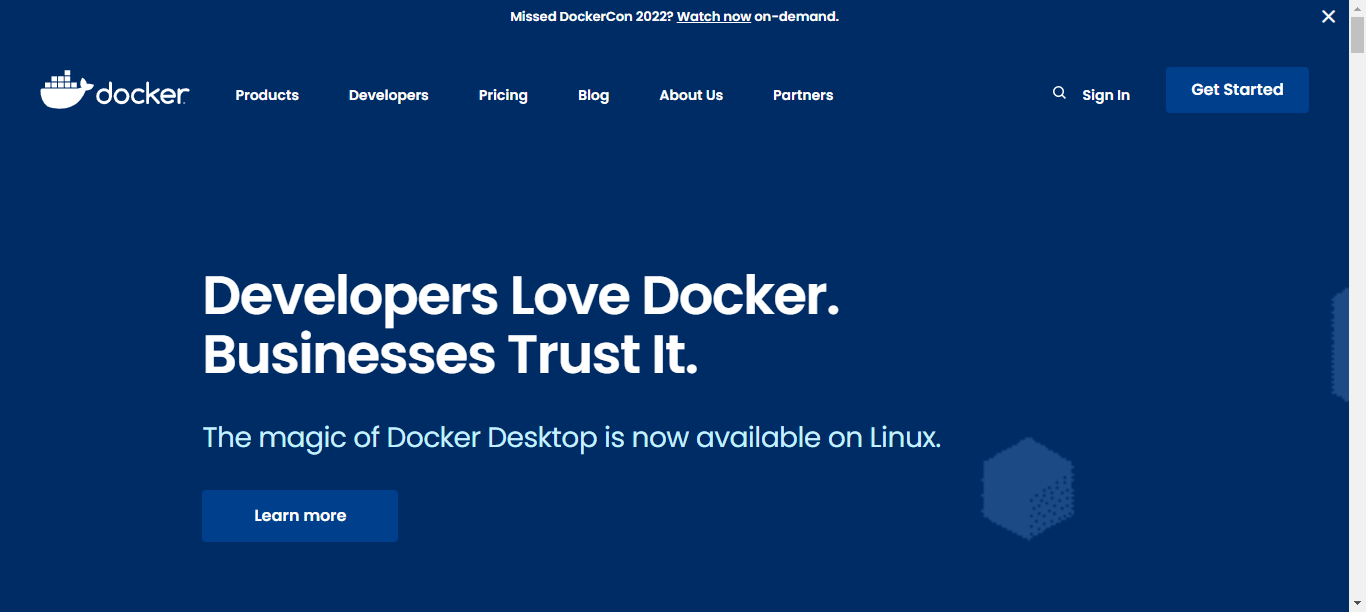 Missed DockerCon 2022? Watch now on-demand.
docker
Products Developers Pricing Blog About Us Partners Sign In Get Started
Developers Love Docker.
Businesses Trust It.
The magic of Docker Desktop is now available on Linux.
Learn more